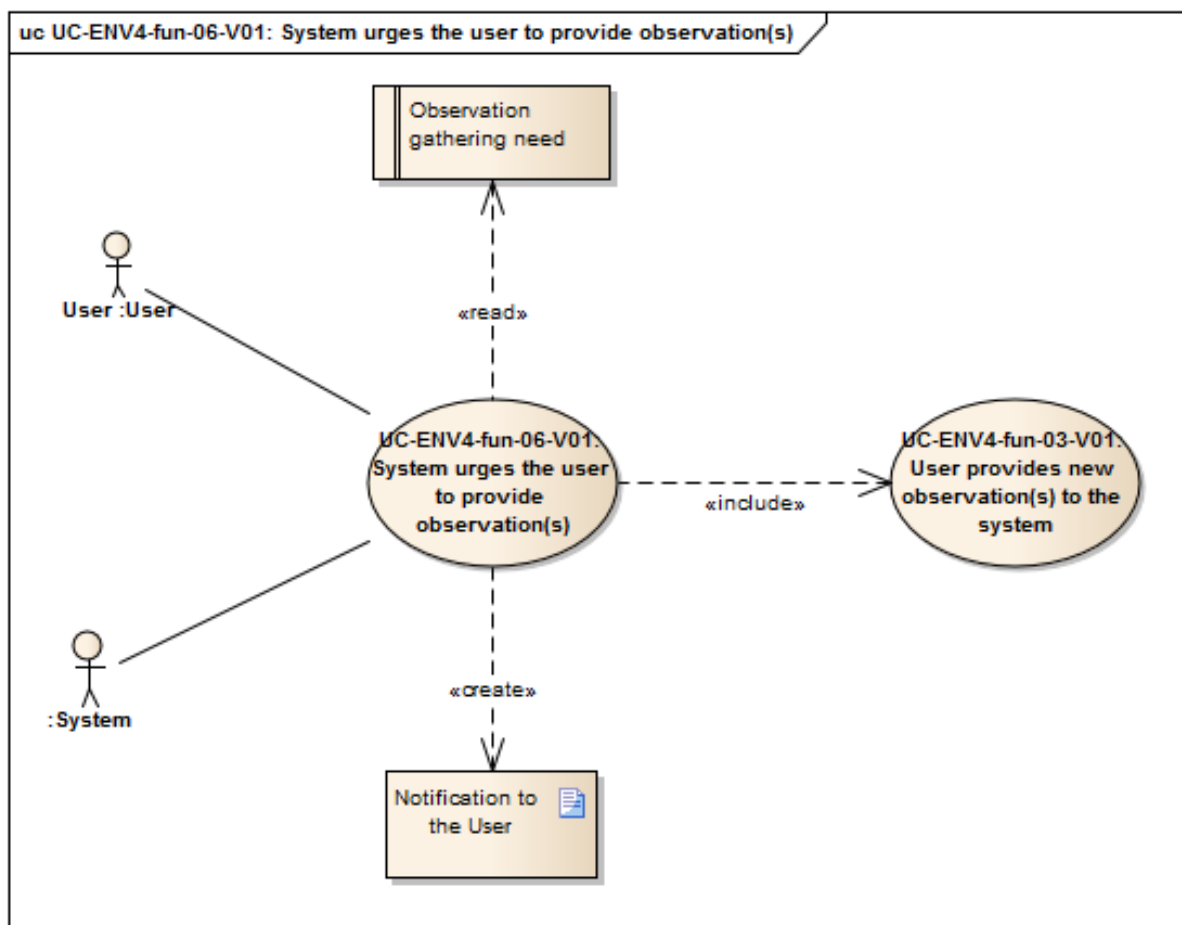 uc UC-ENV4-fun-06-V01: System urges the user to provide observation(s)
Observation
gathering need
User :User
«read»
UC-ENV4-fun-06-V01:
System urges the user
to provide
observation(s)
«include»
UC-ENV4-fun-03-V01:
User provides new
observation(s) to the
system
:System
«create»
Notification to
the User